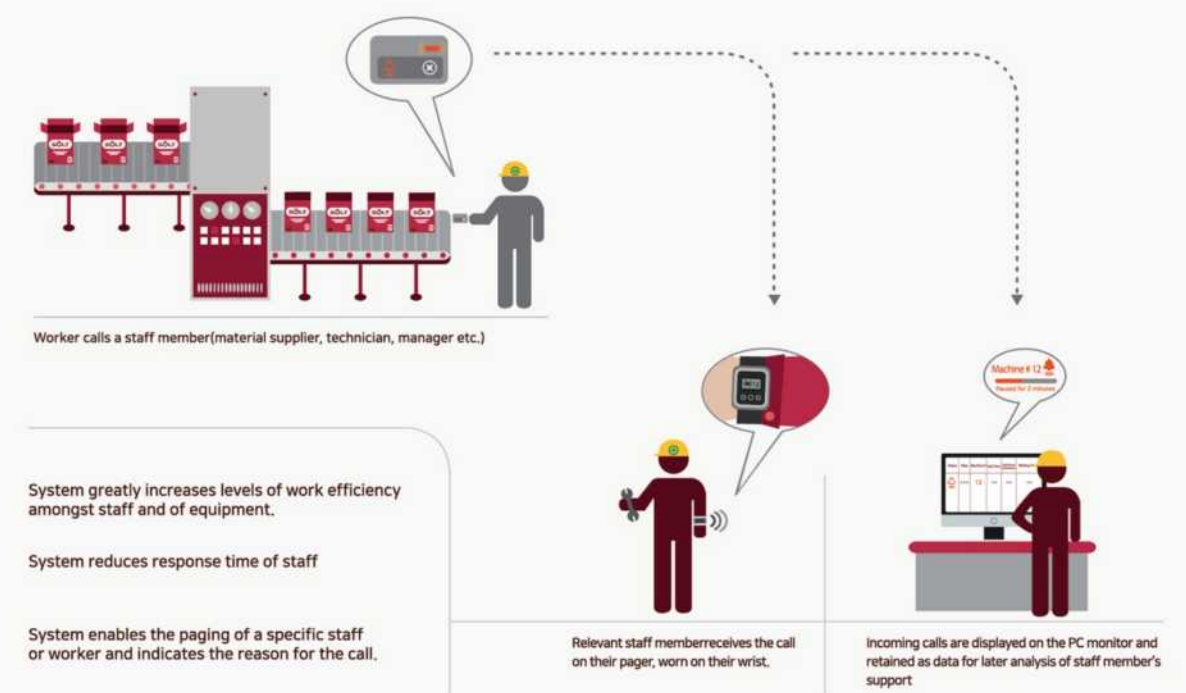 Worker calls a staff member(material supplier, technician, manager etc.)
Machine # 12
Paused for 2 minutes
System greatly increases levels of work efficiency
amongst staff and of equipment.
System reduces response time of staff
System enables the paging of a specific staff
or worker and indicates the reason for the call.
Relevant staff memberreceives the call
on their pager, worn on their wrist.
Incoming calls are displayed on the PC monitor and
retained as data for later analysis of staff member's
support